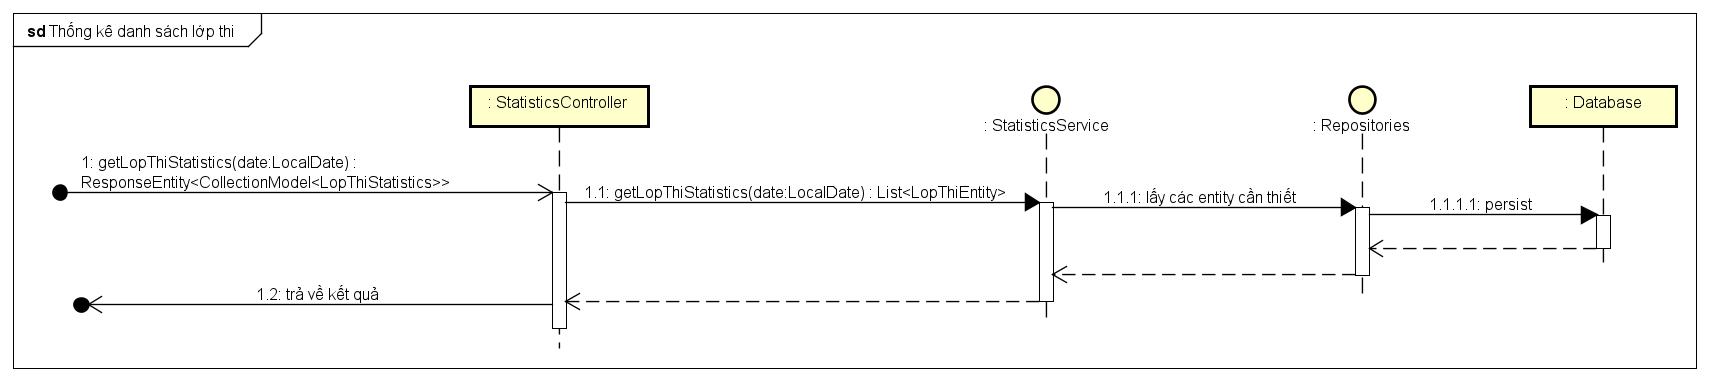 sd Thống kê danh sách lớp thi
: StatisticsController
: StatisticsService
: Repositories
: Database
1: getLopThiStatistics(date:LocalDate) :
ResponseEntity<CollectionModel<LopThiStatistics>>
1.1: getLopThiStatistics(date:LocalDate) : List<LopThiEntity>
1.1.1: lấy các entity cần thiết
1.1.1.1: persist
1.2: trả về kết quả